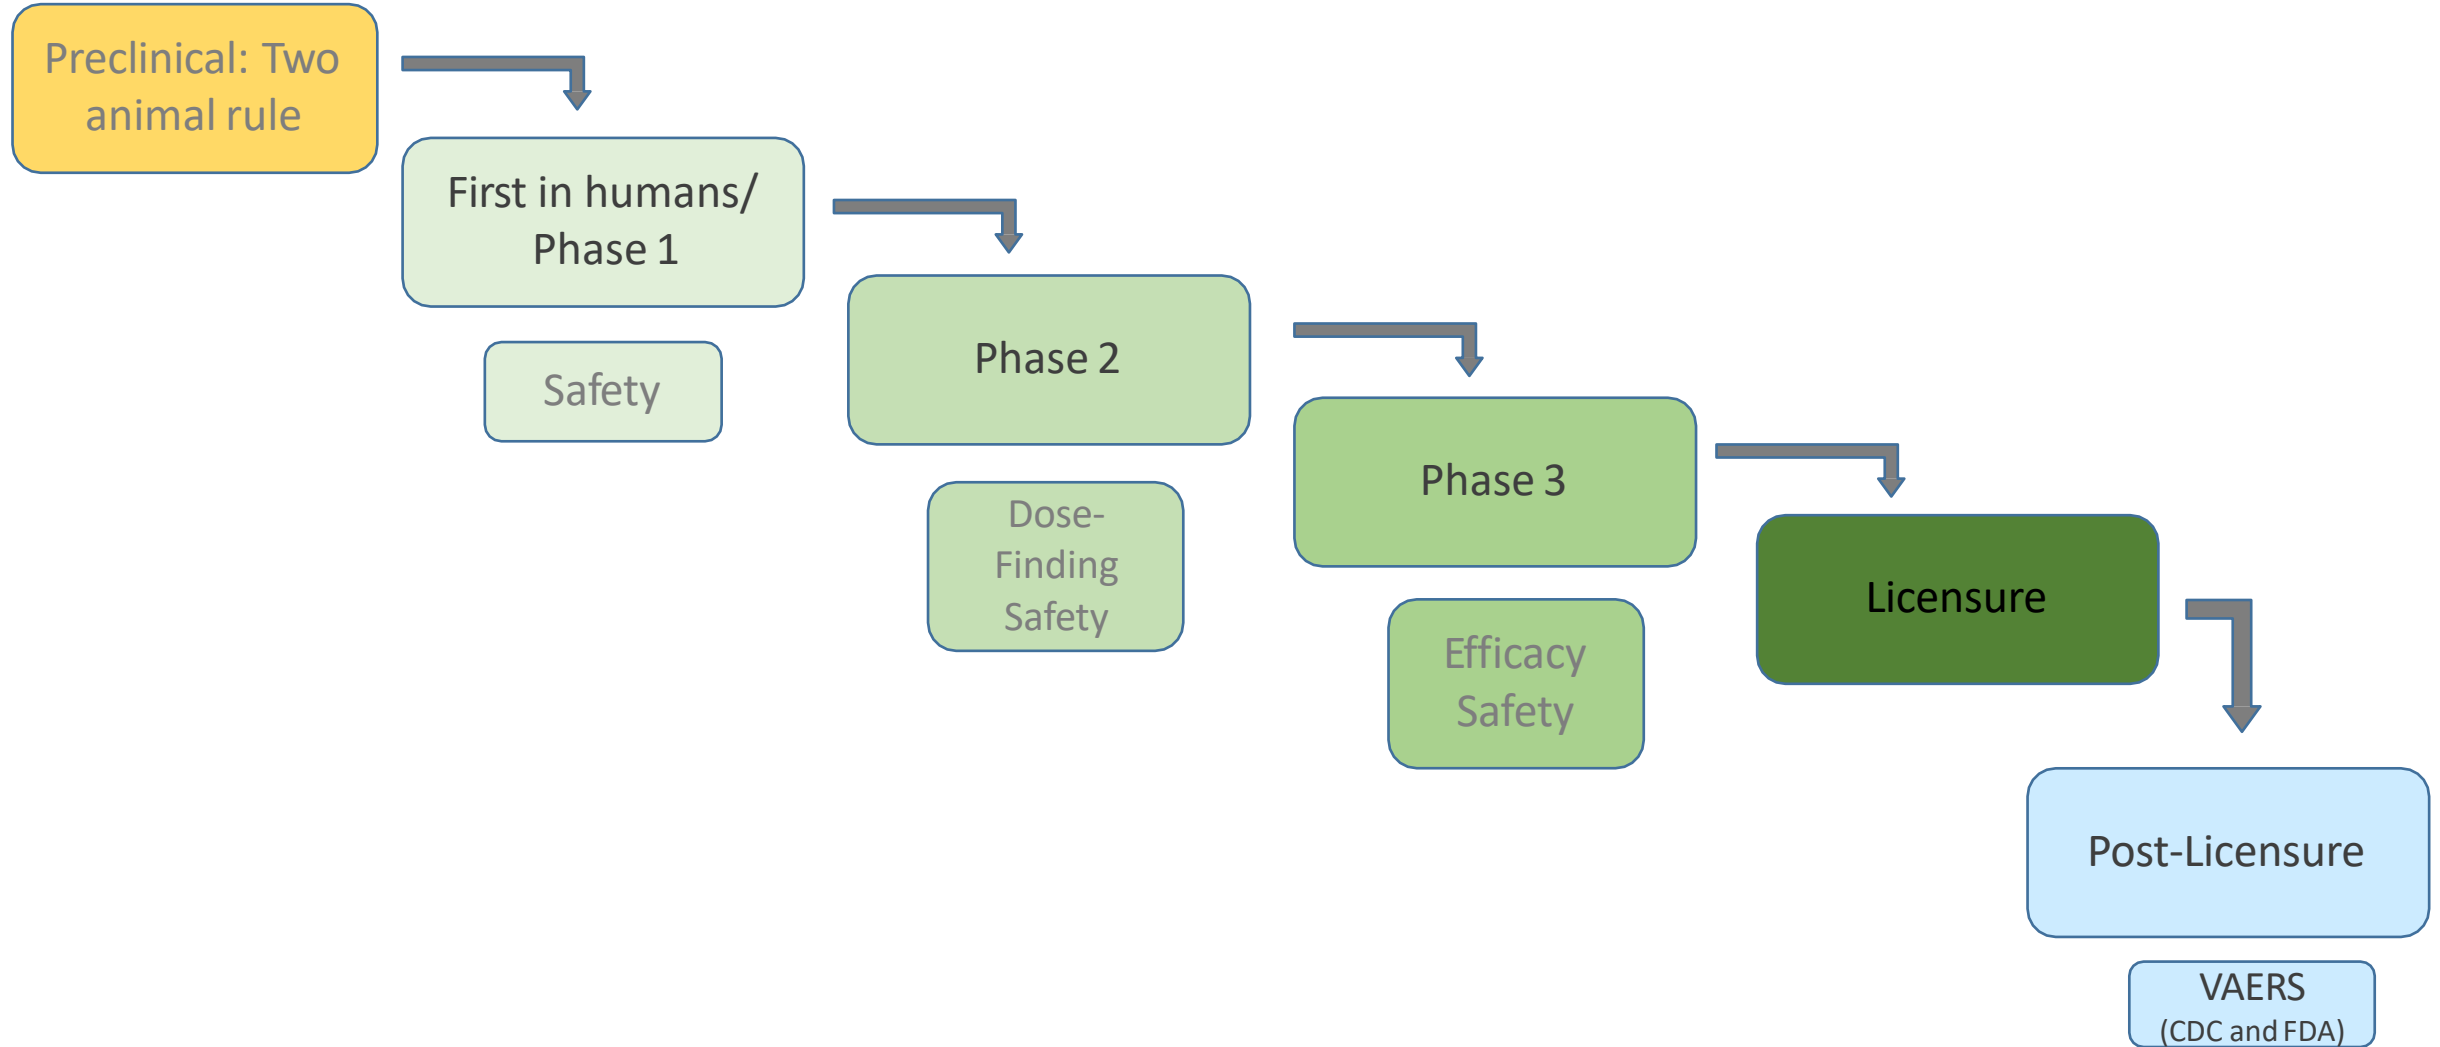 Preclinical: Two
animal rule
First in humans/
Phase 1
Safety
Phase 2
Dose-
Finding
Safety
Phase 3
Efficacy
Safety
Licensure
Post-Licensure
VAERS
(CDC and FDA)